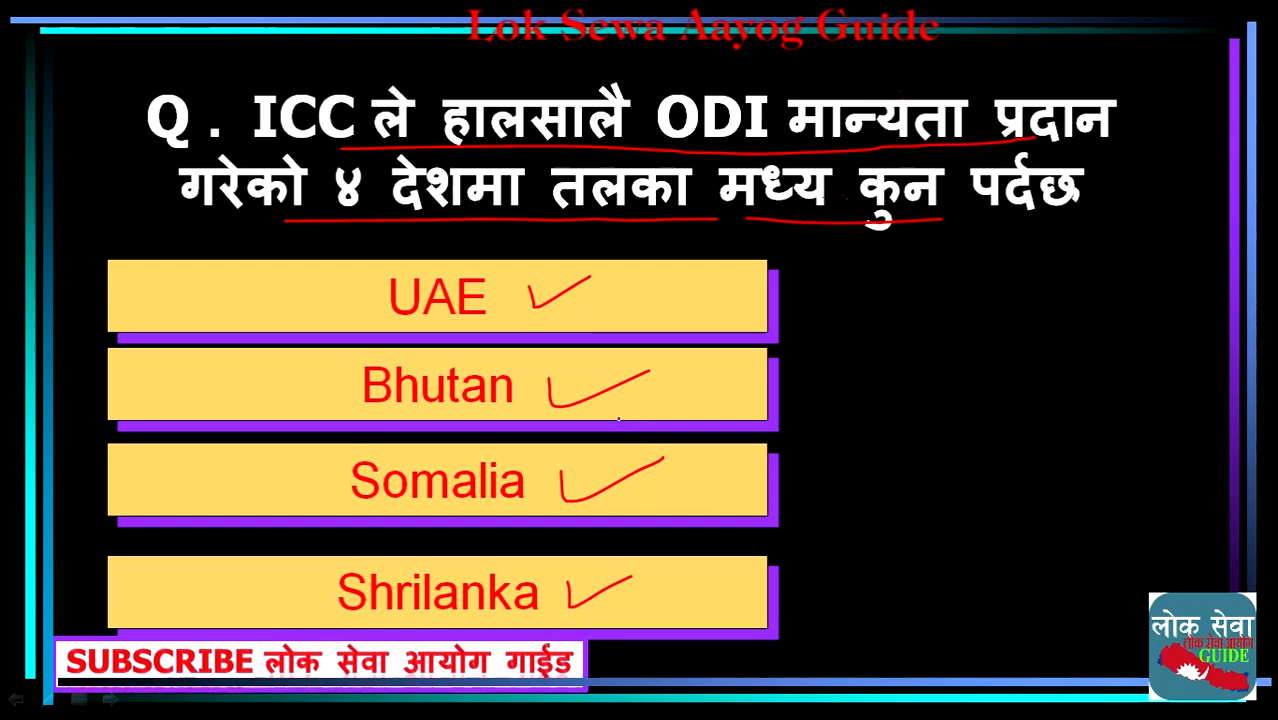 Lok Sewa Aayog Guide
Q . ICC ले हालसालै ODI मान्यता प्रदान
गरेको ४ देशमा तलका मध्य कुन पर्दछ
UAE
Bhutan
Somalia
Shrilanka
SUBSCRIBE लोक सेवा आयोग गाईड
लोक सेवा
लोक सेवा आयोग
GUIDE